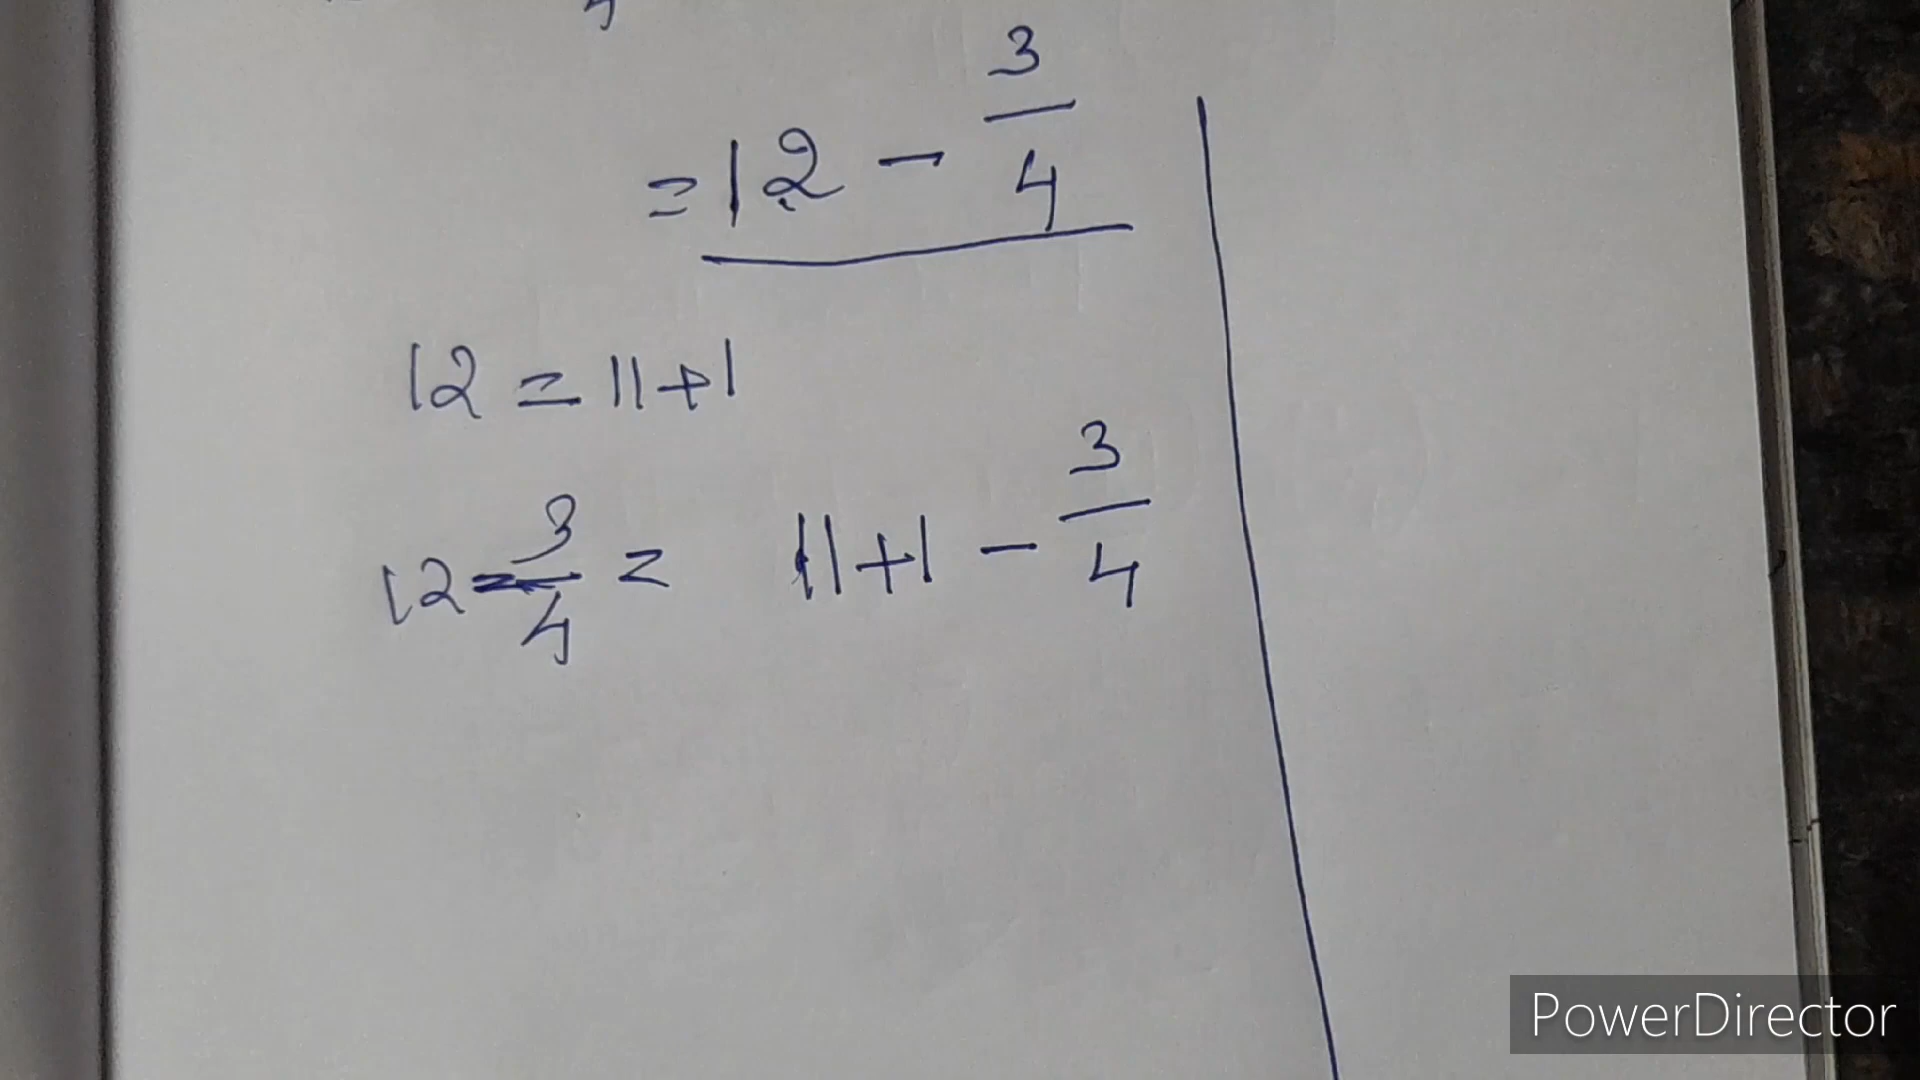 = 12 - 3/4
12 = 11+1
12 - 3/4 = 11+1 - 3/4
PowerDirector